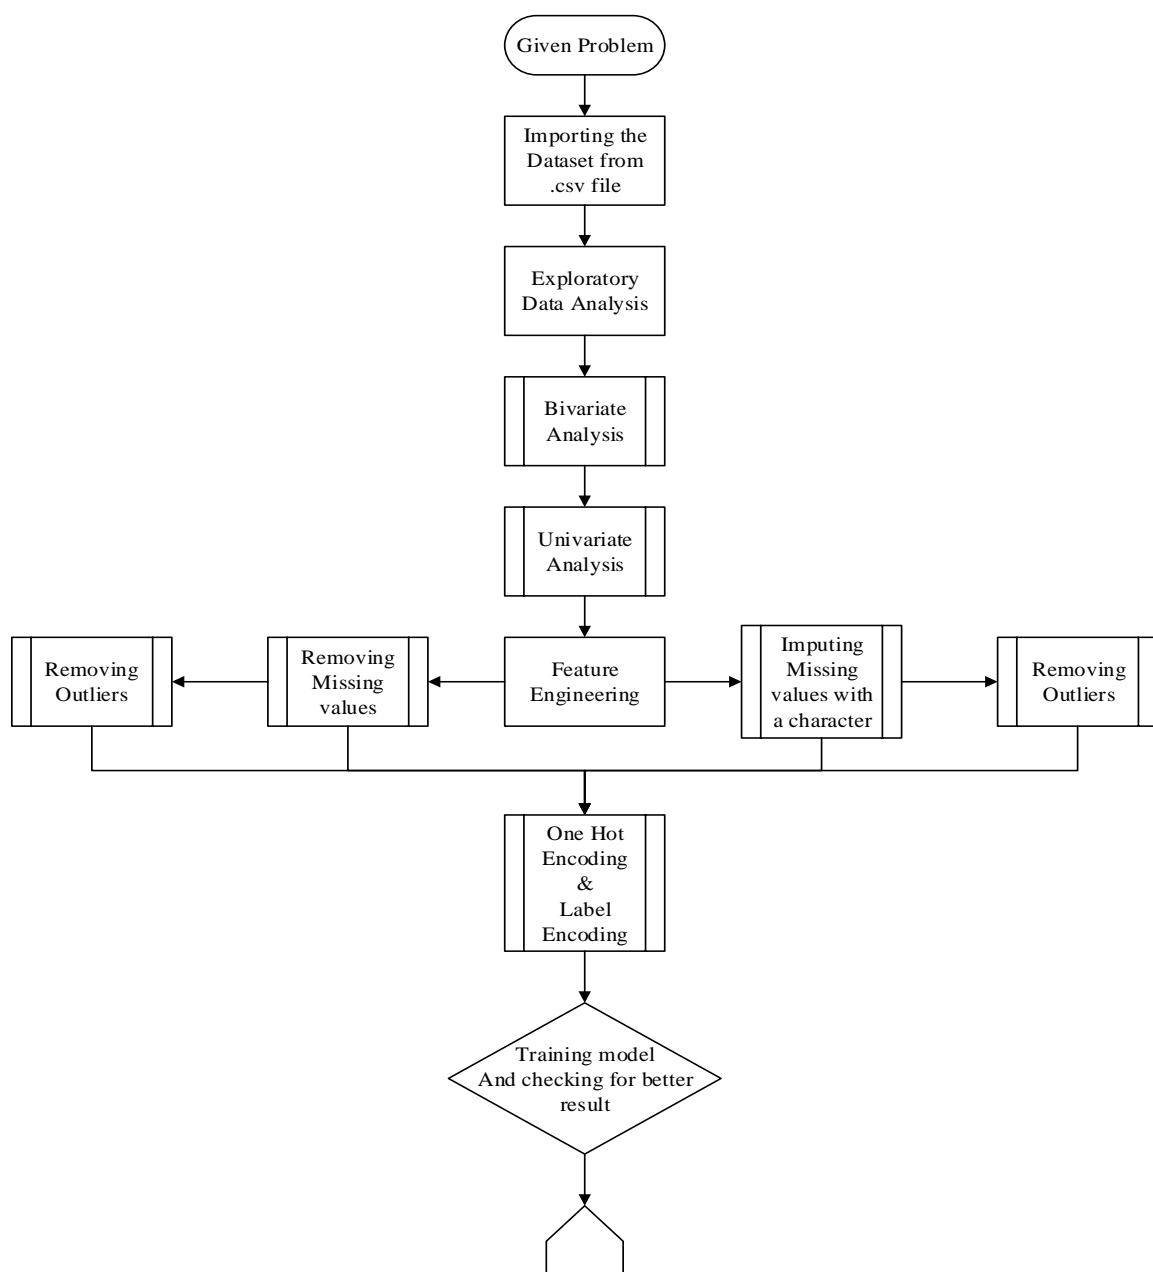 Given Problem
Importing the
Dataset from
.csv file
Exploratory
Data Analysis
Bivariate
Analysis
Univariate
Analysis
Removing
Outliers
Removing
Missing
values
Feature
Engineering
Imputing
Missing
values with
a character
Removing
Outliers
One Hot
Encoding
&
Label
Encoding
Training model
And checking for better
result